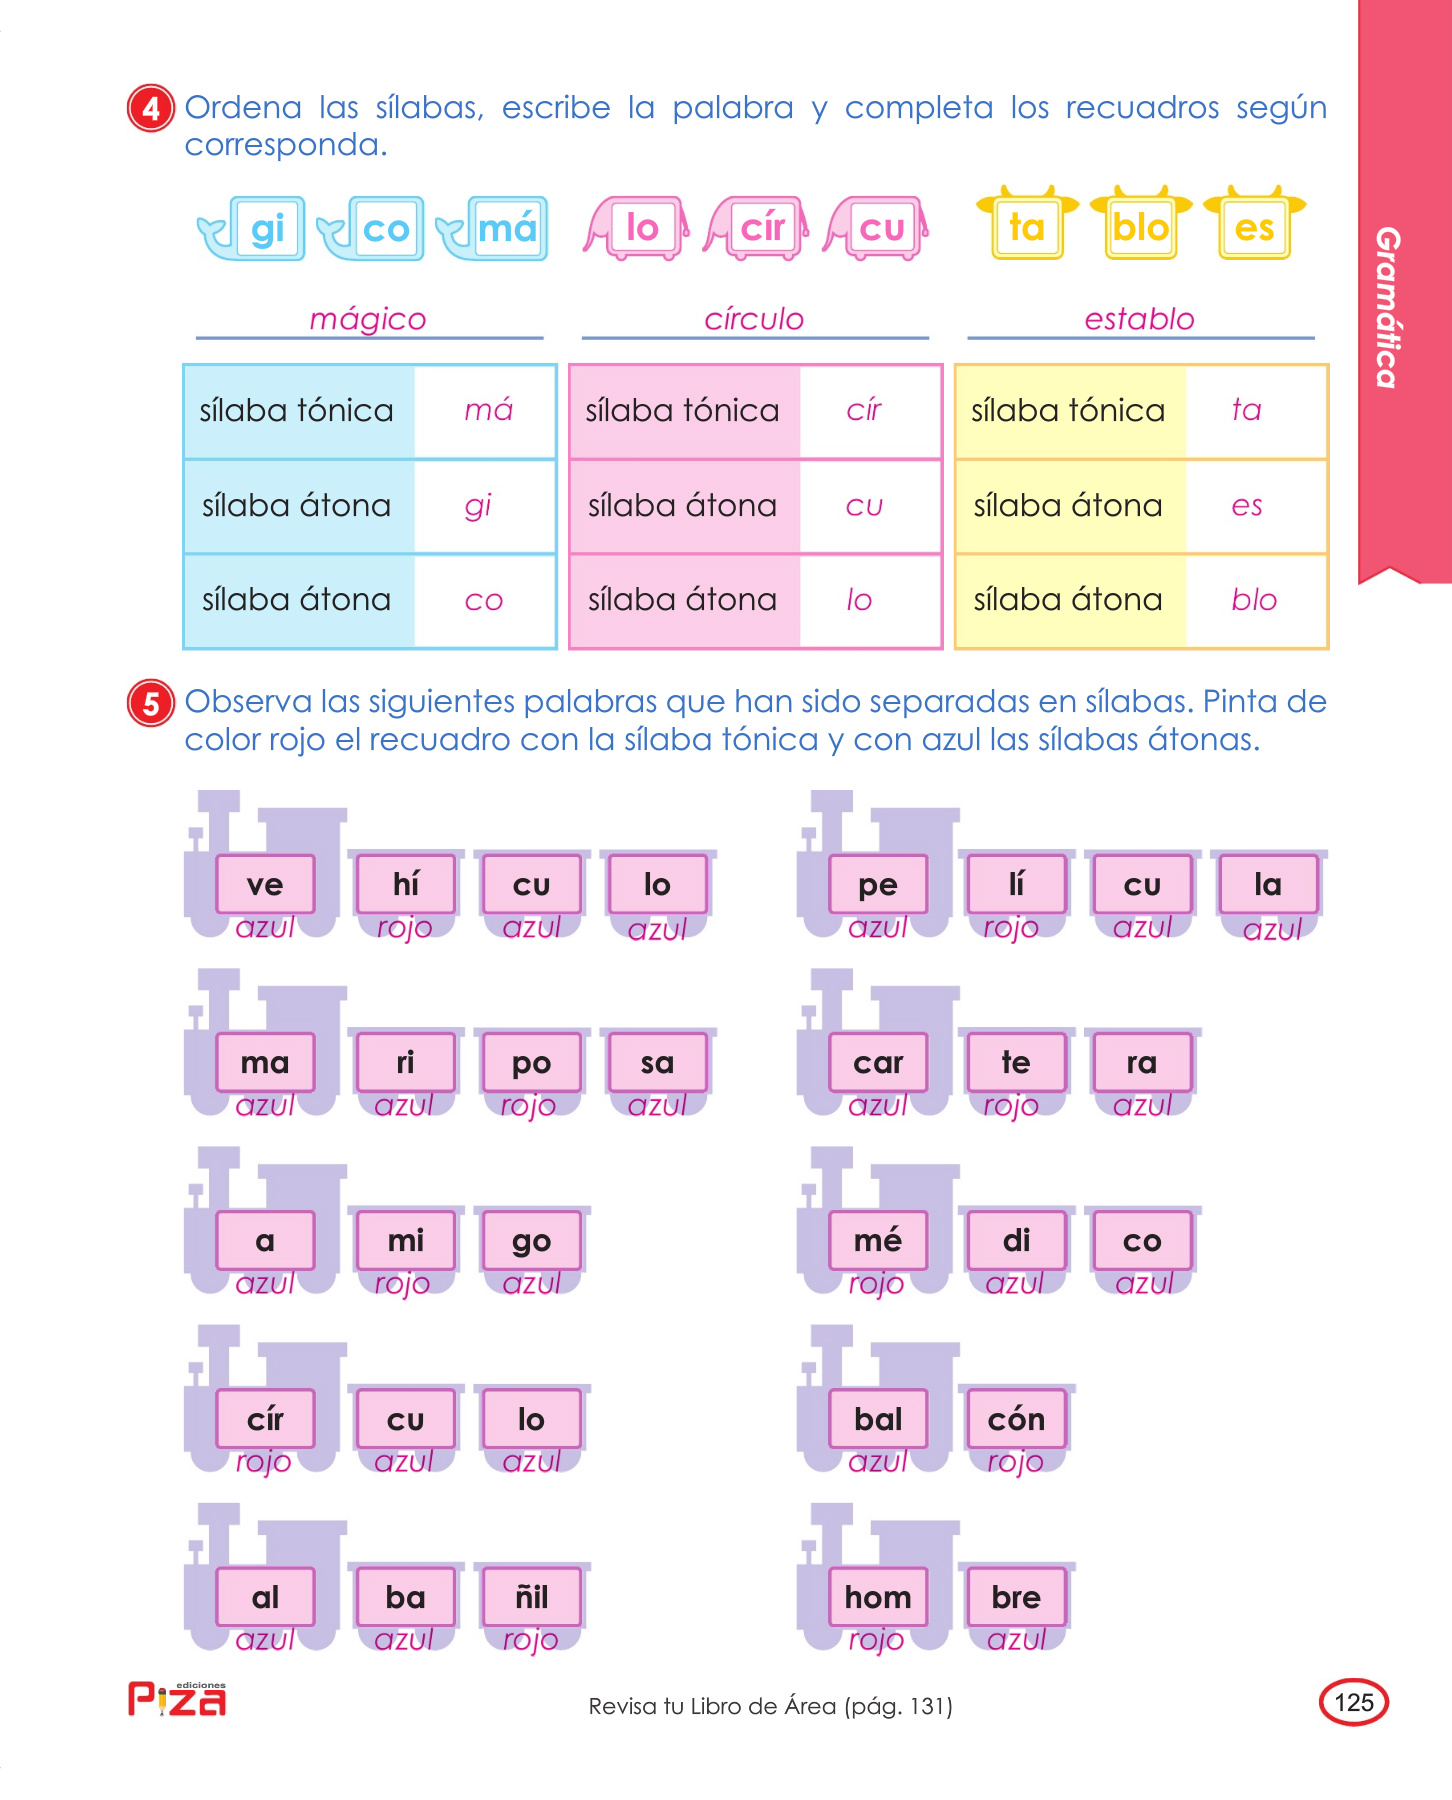 4 Ordena las sílabas, escribe la palabra y completa los recuadros según
corresponda.
gi co má lo cír cu ta blo es
mágico círculo establo
sílaba tónica má sílaba tónica cír sílaba tónica ta
sílaba átona gi sílaba átona cu sílaba átona es
sílaba átona co sílaba átona lo sílaba átona blo
Gramática
5 Observa las siguientes palabras que han sido separadas en sílabas. Pinta de
color rojo el recuadro con la sílaba tónica y con azul las sílabas átonas.
ve hí cu lo pe lí cu la
azul rojo azul azul azul rojo azul azul
ma ri po sa car te ra
azul azul rojo azul azul rojo azul
a mi go mé di co
azul rojo azul rojo azul azul
cír cu lo bal cón
rojo azul azul azul rojo
al ba ñil hom bre
azul azul rojo rojo azul
ediciones
Piza
Revisa tu Libro de Área (pág. 131)
125